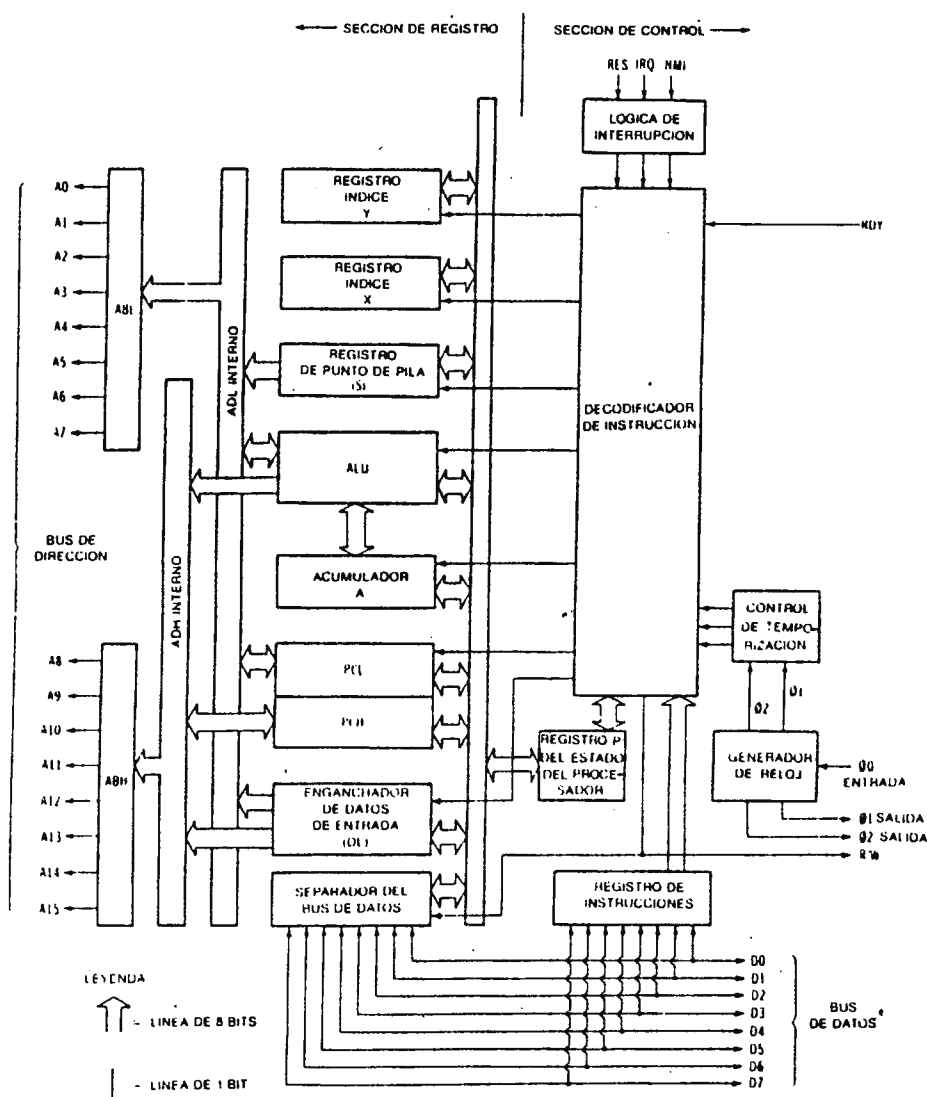 SECCION DE REGISTRO
SECCION DE CONTROL
RES IRQ NMI
LOGICA DE
INTERRUPCION
REGISTRO
INDICE
Y
REGISTRO
INDICE
X
REGISTRO
DE PUNTO DE PILA
(S)
ALU
ACUMULADOR
A
PCL
PCH
ENGANCHADOR
DE DATOS
DE ENTRADA
(DL)
SEPARADOR DEL
BUS DE DATOS
DECODIFICADOR
DE INSTRUCCION
RDY
CONTROL
DE TEMPO-
RIZACION
Ø2
Ø1
GENERADOR
DE RELOJ
Ø0
ENTRADA
Ø1 SALIDA
Ø2 SALIDA
R/W
REGISTRO P
DEL ESTADO
DEL PROCE-
SADOR
REGISTRO DE
INSTRUCCIONES
A0
A1
A2
A3
A4
A5
A6
A7
ABL
ADL INTERNO
ADH INTERNO
BUS DE
DIRECCION
A8
A9
A10
A11
A12
A13
A14
A15
ABH
D0
D1
D2
D3
D4
D5
D6
D7
BUS
DE DATOS
LEYENDA
= LINEA DE 8 BITS
= LINEA DE 1 BIT